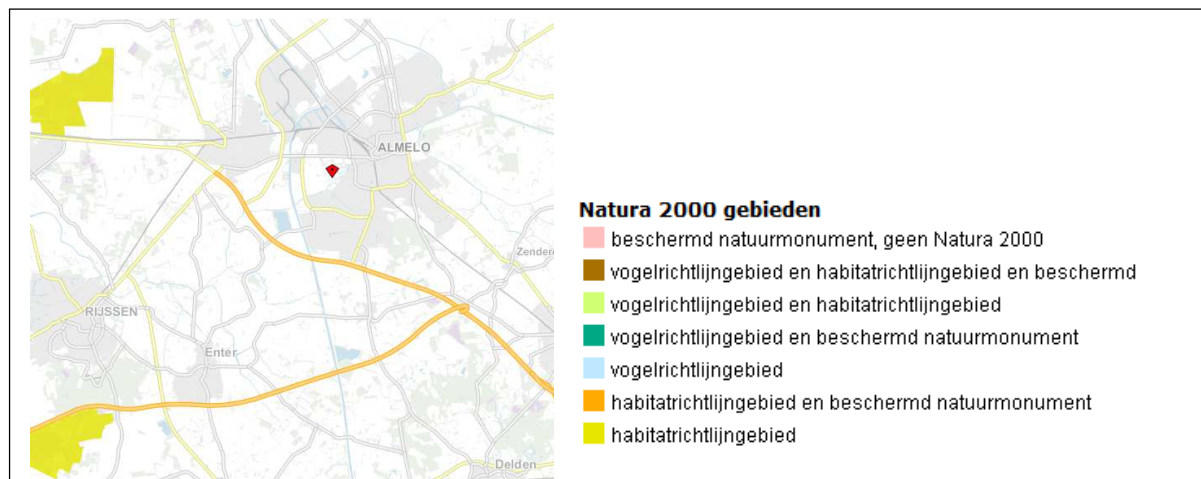 ALMELO
Zendere
RIJSSEN
Enter
Delden
Natura 2000 gebieden
beschermd natuurmonument, geen Natura 2000
vogelrichtlijngebied en habitatrichtlijngebied en beschermd
vogelrichtlijngebied en habitatrichtlijngebied
vogelrichtlijngebied en beschermd natuurmonument
vogelrichtlijngebied
habitatrichtlijngebied en beschermd natuurmonument
habitatrichtlijngebied